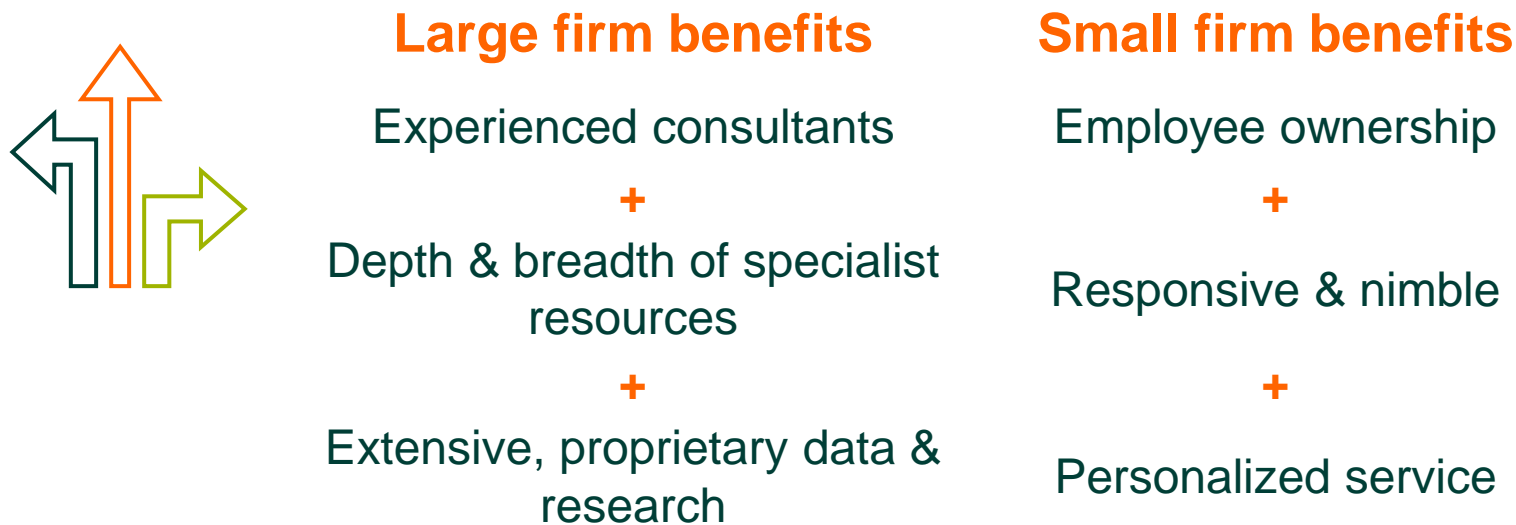 Large firm benefits
Experienced consultants
+
Depth & breadth of specialist
resources
+
Extensive, proprietary data &
research
Small firm benefits
Employee ownership
+
Responsive & nimble
+
Personalized service